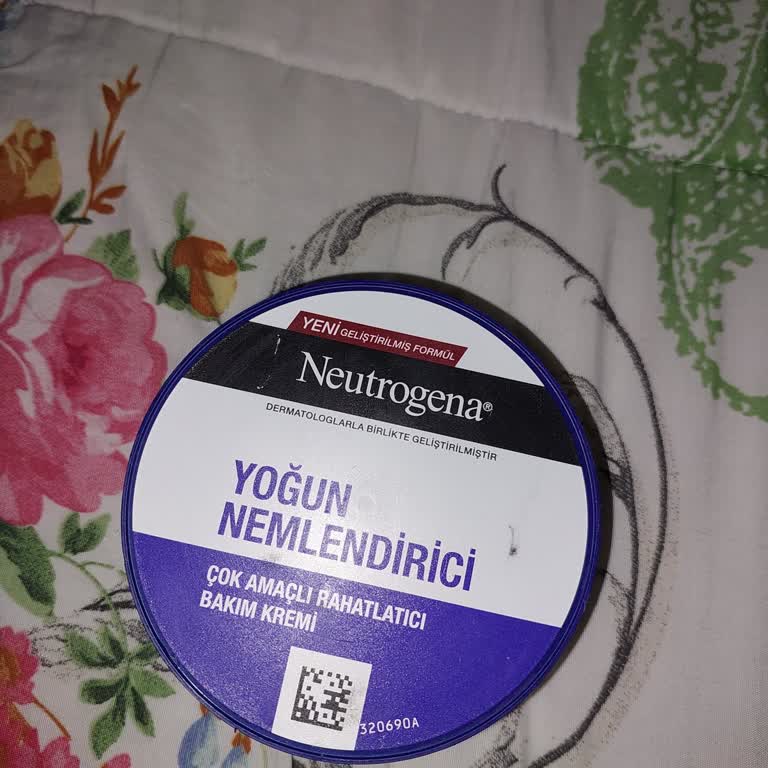 YENİ GELİŞTİRİLMİŞ FORMÜL
Neutrogena®
DERMATOLOGLARLA BİRLİKTE GELİŞTİRİLMİŞTİR
YOĞUN
NEMLENDİRİCİ
ÇOK AMAÇLI RAHATLATICI
BAKIM KREMİ
320690A